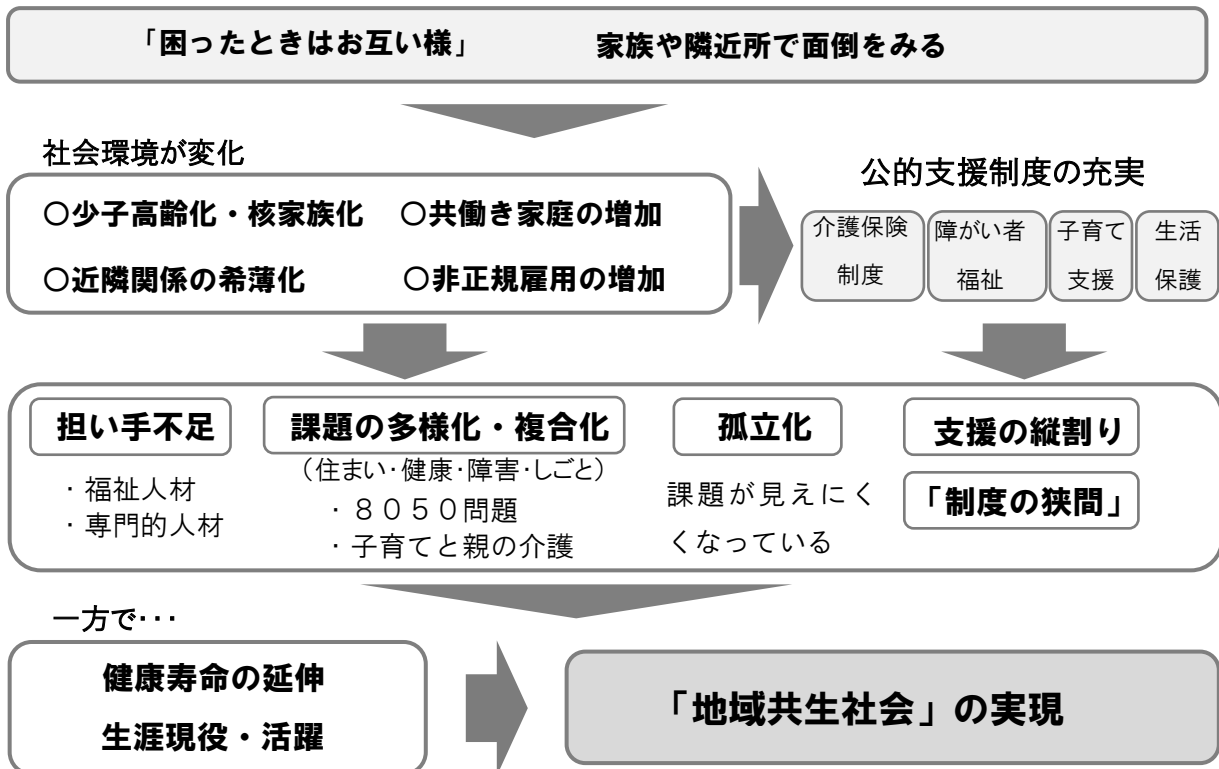 「困ったときはお互い様」 家族や隣近所で面倒をみる
社会環境が変化
○少子高齢化・核家族化 ○共働き家庭の増加
○近隣関係の希薄化 ○非正規雇用の増加
公的支援制度の充実
介護保険
制度
障がい者
福祉
子育て
支援
生活
保護
担い手不足
・福祉人材
・専門的人材
課題の多様化・複合化
（住まい・健康・障害・しごと）
・８０５０問題
・子育てと親の介護
孤立化
課題が見えにく
くなっている
支援の縦割り
「制度の狭間」
一方で･･･
健康寿命の延伸
生涯現役・活躍
「地域共生社会」の実現